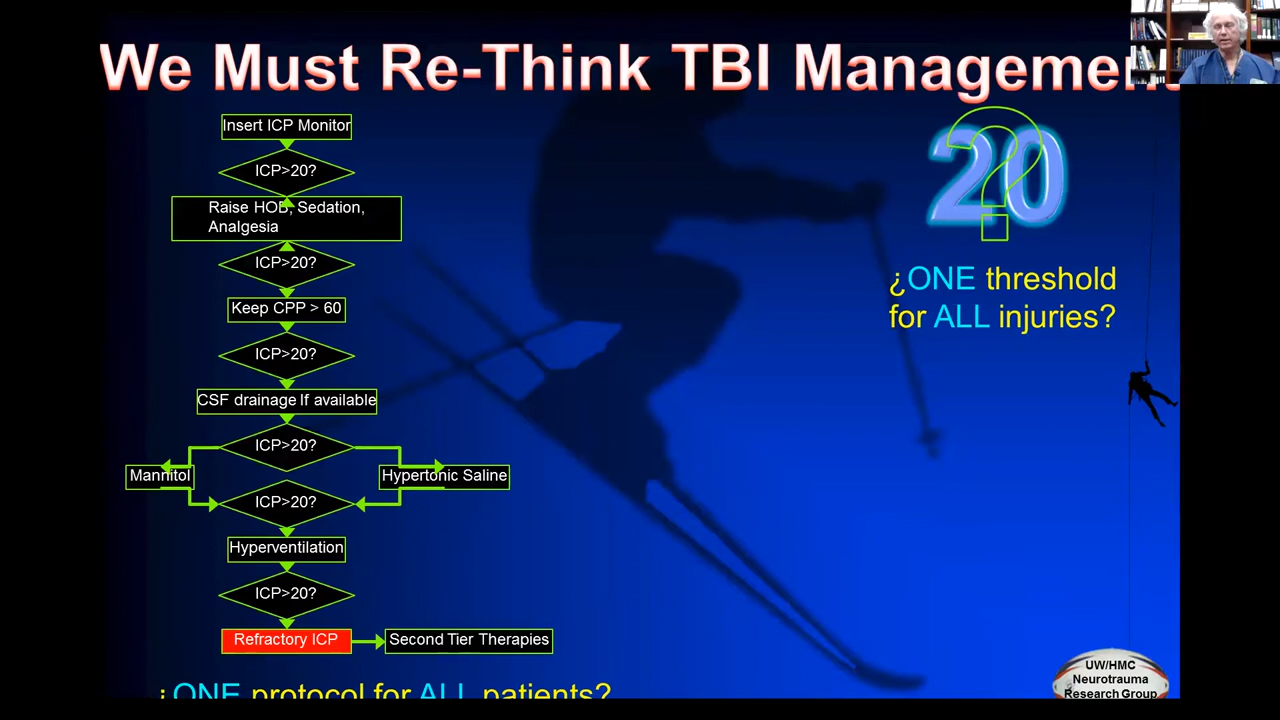 We Must Re-Think TBI Management
Insert ICP Monitor
ICP>20?
Raise HOB, Sedation,
Analgesia
ICP>20?
Keep CPP > 60
ICP>20?
CSF drainage If available
ICP>20?
Mannitol
Hypertonic Saline
ICP>20?
Hyperventilation
ICP>20?
Refractory ICP
Second Tier Therapies
¿ONE protocol for ALL patients?
20
?
¿ONE threshold
for ALL injuries?
UW/HMC
Neurotrauma
Research Group